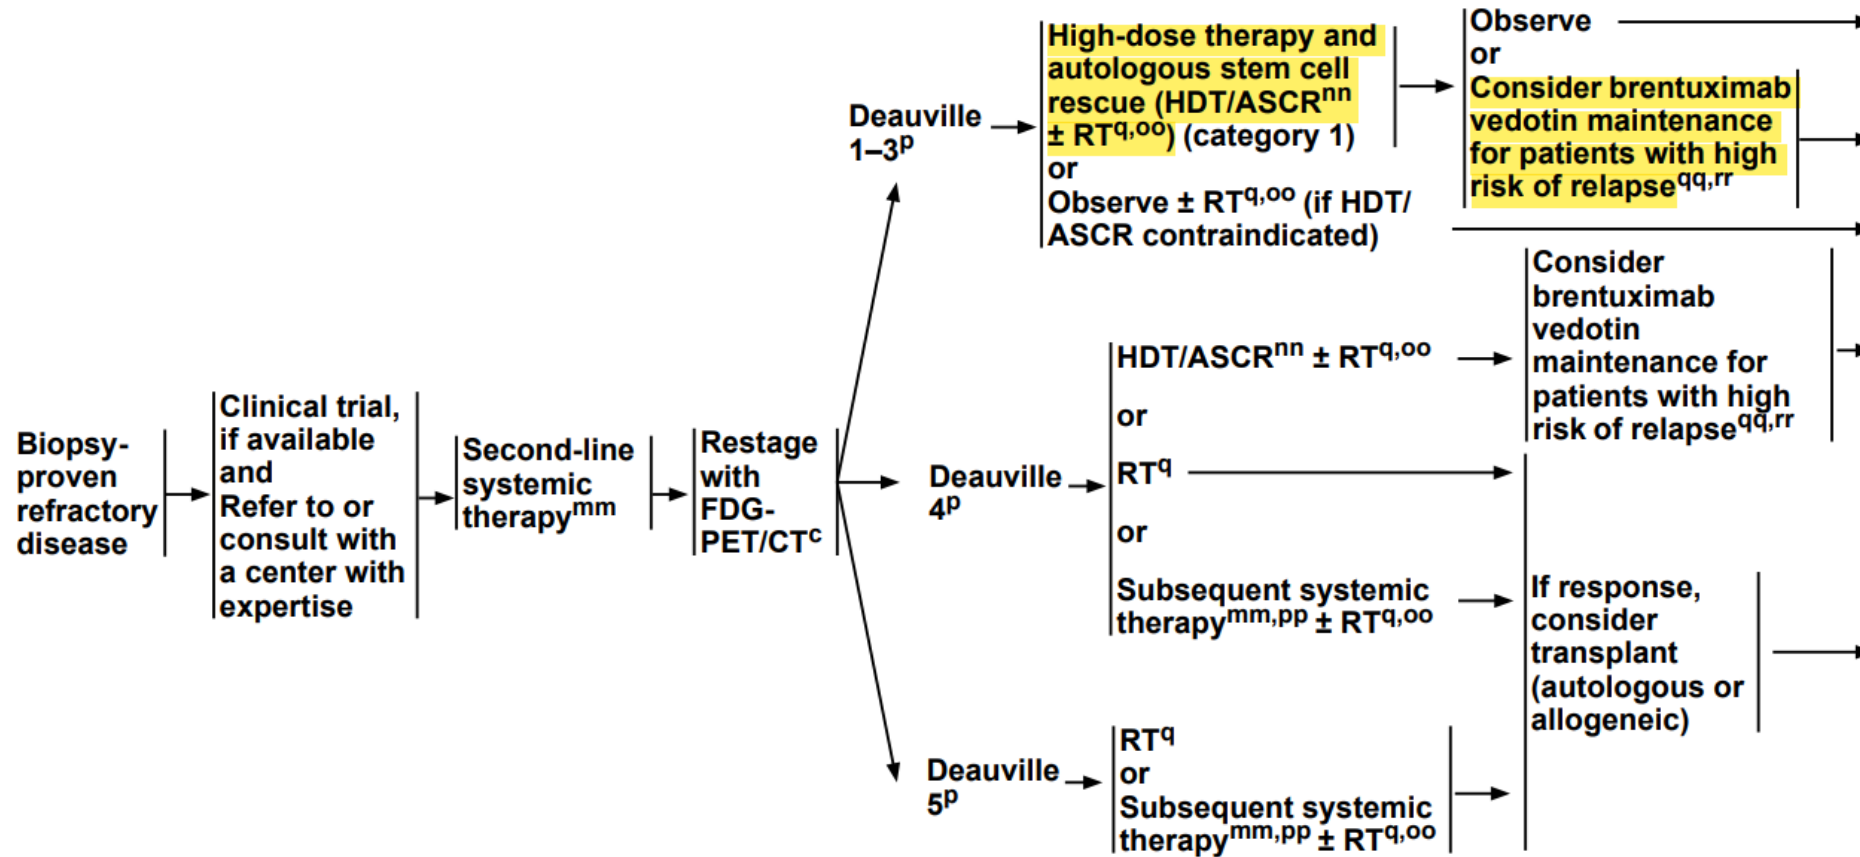 Biopsy-
proven
refractory
disease
Clinical trial,
if available
and
Refer to or
consult with
a center with
expertise
Second-line
systemic
therapymm
Restage
with
FDG-
PET/CTc
Deauville
1–3p
High-dose therapy and
autologous stem cell
rescue (HDT/ASCRnn
± RTq,oo) (category 1)
or
Observe ± RTq,oo (if HDT/
ASCR contraindicated)
Observe
or
Consider brentuximab
vedotin maintenance
for patients with high
risk of relapseqq,rr
Deauville
4p
HDT/ASCRnn ± RTq,oo
or
RTq
or
Subsequent systemic
therapymm,pp ± RTq,oo
Consider
brentuximab
vedotin
maintenance for
patients with high
risk of relapseqq,rr
Deauville
5p
RTq
or
Subsequent systemic
therapymm,pp ± RTq,oo
If response,
consider
transplant
(autologous or
allogeneic)